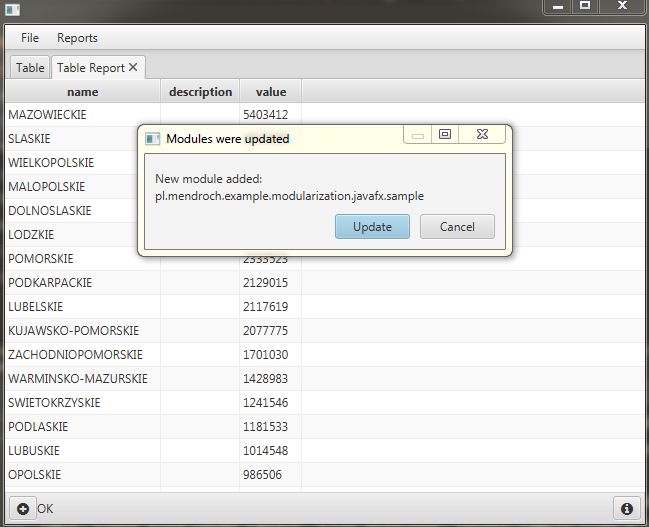 File Reports
Table Table Report
name description value
MAZOWIECKIE 5403412
SLASKIE
Modules were updated
WIELKOPOLSKIE
MALOPOLSKIE
New module added:
pl.mendroch.example.modularization.javafx.sample
DOLNOSLASKIE
Update Cancel
LODZKIE
POMORSKIE 2333523
PODKARPACKIE 2129015
LUBELSKIE 2117619
KUJAWSKO-POMORSKIE 2077775
ZACHODNIOPOMORSKIE 1701030
WARMINSKO-MAZURSKIE 1428983
SWIETOKRZYSKIE 1241546
PODLASKIE 1181533
LUBUSKIE 1014548
OPOLSKIE 986506
OK